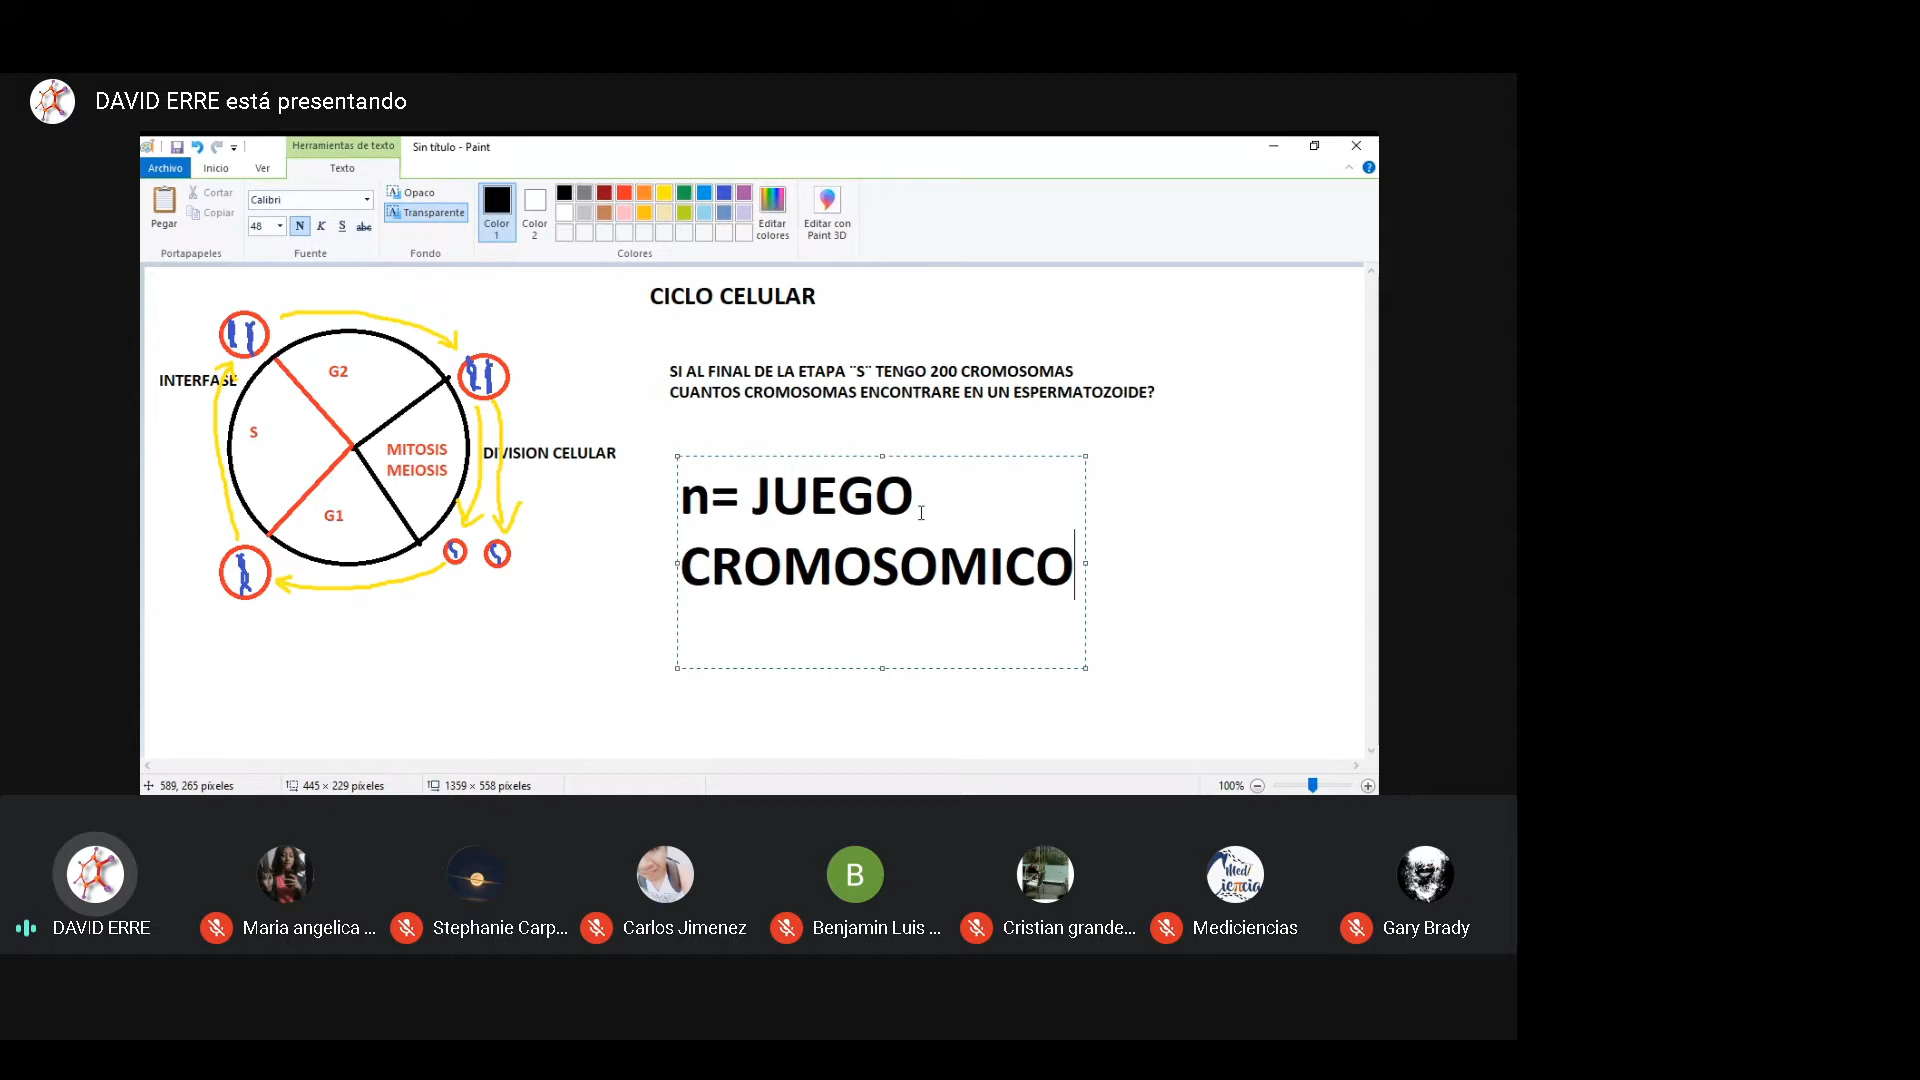 DAVID ERRE está presentando
Herramientas de texto
Sin título - Paint
Archivo
Inicio
Ver
Texto
Pegar
Cortar
Copiar
Portapapeles
Calibri
48
N K S abc
Fuente
Opaco
Transparente
Fondo
Color 1
Color 2
Editar colores
Editar con Paint 3D
Colores
CICLO CELULAR
INTERFASE
G2
S
G1
MITOSIS
MEIOSIS
DIVISION CELULAR
SI AL FINAL DE LA ETAPA ¨S¨ TENGO 200 CROMOSOMAS
CUANTOS CROMOSOMAS ENCONTRARE EN UN ESPERMATOZOIDE?
n= JUEGO
CROMOSOMICO
589, 265 píxeles
445 × 229 píxeles
1359 × 558 píxeles
100%
B
Med/
ieπcia
DAVID ERRE
Maria angelica ...
Stephanie Carp...
Carlos Jimenez
Benjamin Luis ...
Cristian grande...
Mediciencias
Gary Brady